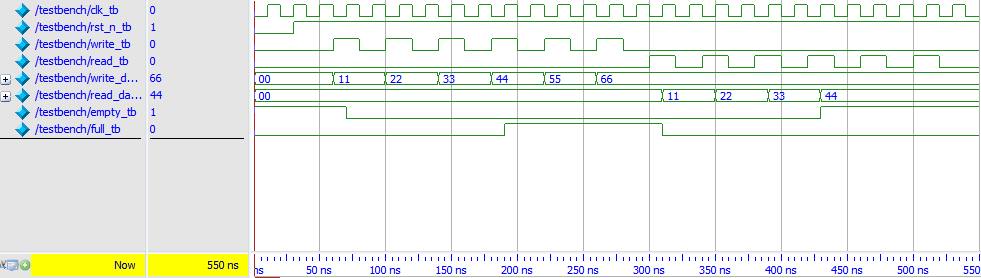 /testbench/clk_tb 0
/testbench/rst_n_tb 1
/testbench/write_tb 0
/testbench/read_tb 0
/testbench/write_d... 66 00 11 22 33 44 55 66
/testbench/read_da... 44 00 11 22 33 44
/testbench/empty_tb 1
/testbench/full_tb 0
Now 550 ns ns 50 ns 100 ns 150 ns 200 ns 250 ns 300 ns 350 ns 400 ns 450 ns 500 ns 550